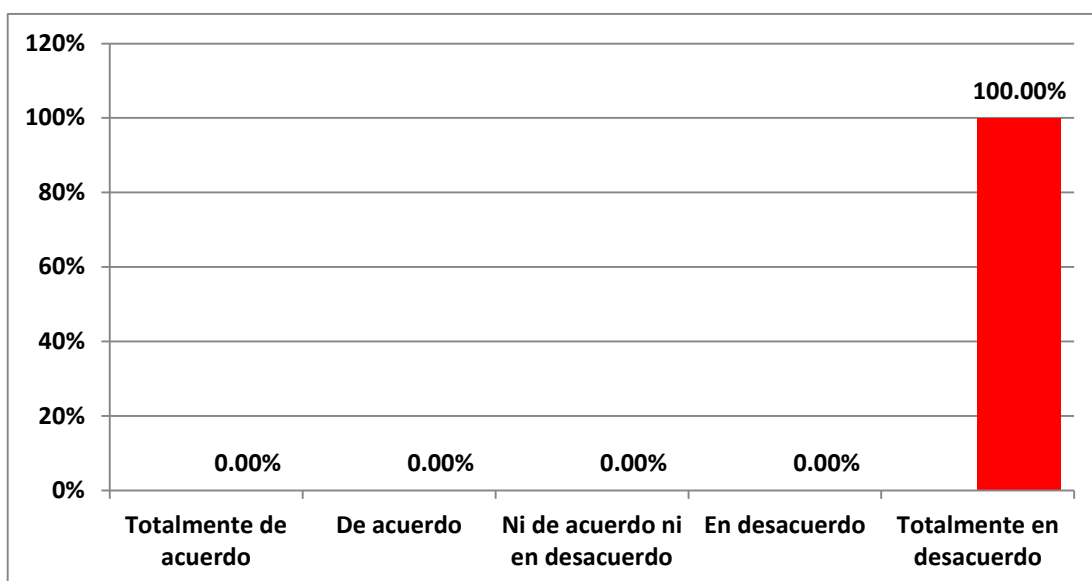 120%
100.00%
100%
80%
60%
40%
20%
0.00% 0.00% 0.00% 0.00%
0%
Totalmente de acuerdo
De acuerdo
Ni de acuerdo ni en desacuerdo
En desacuerdo
Totalmente en desacuerdo